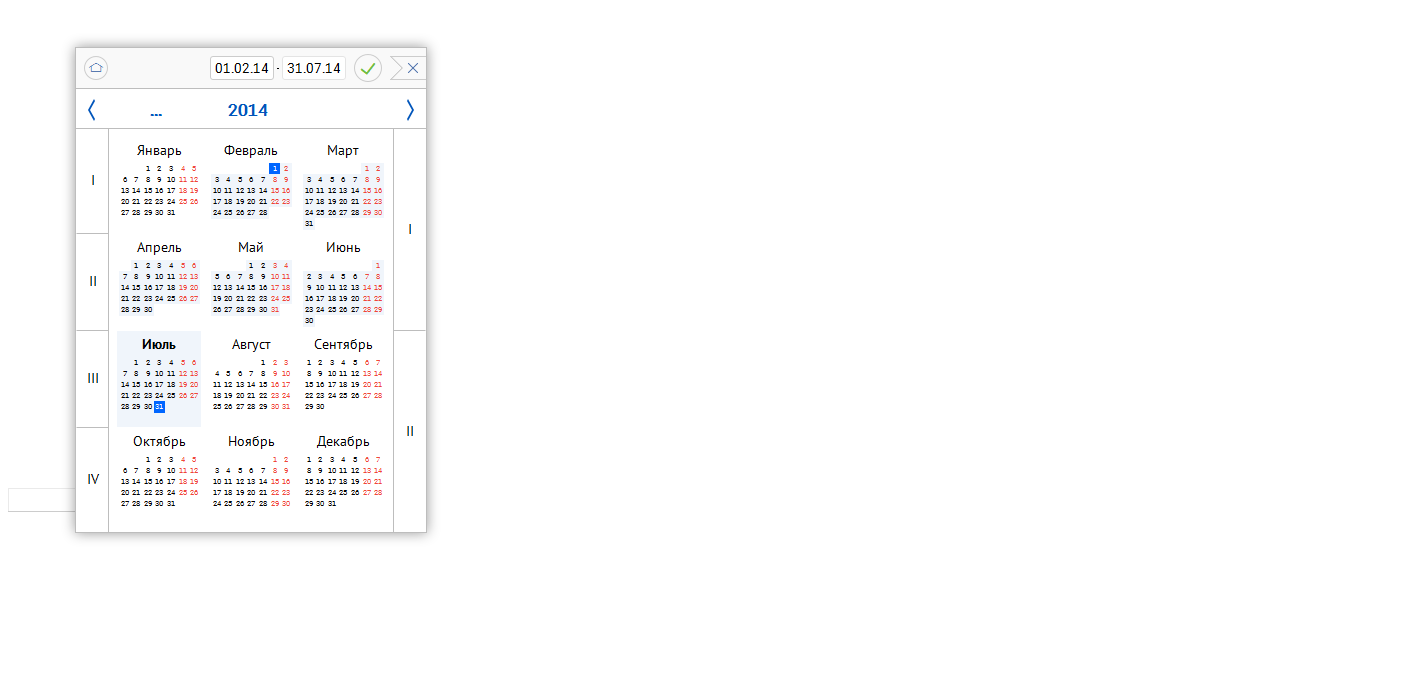 01.02.14 - 31.07.14
... 2014
Январь Февраль Март
1 2 3 4 5 1 2 1 2
6 7 8 9 10 11 12 3 4 5 6 7 8 9 3 4 5 6 7 8 9
13 14 15 16 17 18 19 10 11 12 13 14 15 16 10 11 12 13 14 15 16
20 21 22 23 24 25 26 17 18 19 20 21 22 23 17 18 19 20 21 22 23
27 28 29 30 31 24 25 26 27 28 24 25 26 27 28 29 30
31
I
I
Апрель Май Июнь
1 2 3 4 5 6 1 2 3 4 1
7 8 9 10 11 12 13 5 6 7 8 9 10 11 2 3 4 5 6 7 8
14 15 16 17 18 19 20 12 13 14 15 16 17 18 9 10 11 12 13 14 15
21 22 23 24 25 26 27 19 20 21 22 23 24 25 16 17 18 19 20 21 22
28 29 30 26 27 28 29 30 31 23 24 25 26 27 28 29
30
II
Июль Август Сентябрь
1 2 3 4 5 6 1 2 3 1 2 3 4 5 6 7
7 8 9 10 11 12 13 4 5 6 7 8 9 10 8 9 10 11 12 13 14
14 15 16 17 18 19 20 11 12 13 14 15 16 17 15 16 17 18 19 20 21
21 22 23 24 25 26 27 18 19 20 21 22 23 24 22 23 24 25 26 27 28
28 29 30 31 25 26 27 28 29 30 31 29 30
III
II
Октябрь Ноябрь Декабрь
1 2 3 4 5 1 2 1 2 3 4 5 6 7
6 7 8 9 10 11 12 3 4 5 6 7 8 9 8 9 10 11 12 13 14
13 14 15 16 17 18 19 10 11 12 13 14 15 16 15 16 17 18 19 20 21
20 21 22 23 24 25 26 17 18 19 20 21 22 23 22 23 24 25 26 27 28
27 28 29 30 31 24 25 26 27 28 29 30 29 30 31
IV